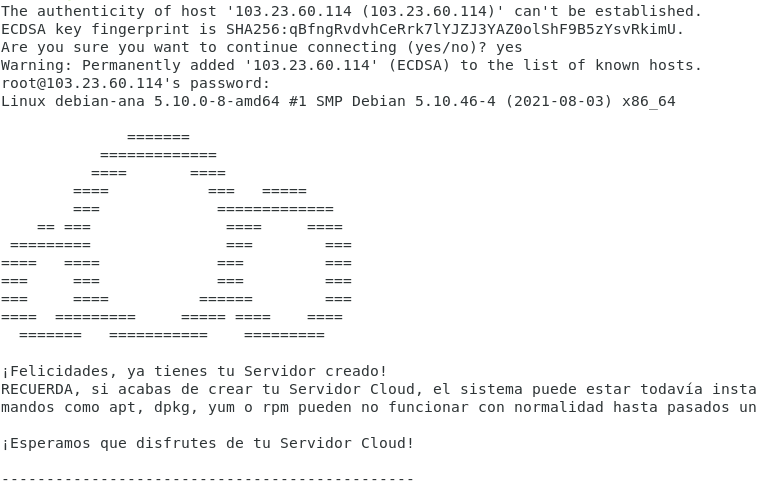 The authenticity of host '103.23.60.114 (103.23.60.114)' can't be established.
ECDSA key fingerprint is SHA256:qBfngRvdvhCeRrk7lYJZJ3YAZ0olShF9B5zYsvRkimU.
Are you sure you want to continue connecting (yes/no)? yes
Warning: Permanently added '103.23.60.114' (ECDSA) to the list of known hosts.
root@103.23.60.114's password:
Linux debian-ana 5.10.0-8-amd64 #1 SMP Debian 5.10.46-4 (2021-08-03) x86_64
              =======
           =============
          ====       ====
        ====           ===   =====
        ===             =============
    == ===               ====     ====
 =========               ===        ===
====   ====             ===         ===
===     ===             ===         ===
===     ====          ======        ===
====  =========     ===== ====    ====
  =======   ===========    =========
¡Felicidades, ya tienes tu Servidor creado!
RECUERDA, si acabas de crear tu Servidor Cloud, el sistema puede estar todavía insta
mandos como apt, dpkg, yum o rpm pueden no funcionar con normalidad hasta pasados un
¡Esperamos que disfrutes de tu Servidor Cloud!
----------------------------------------------